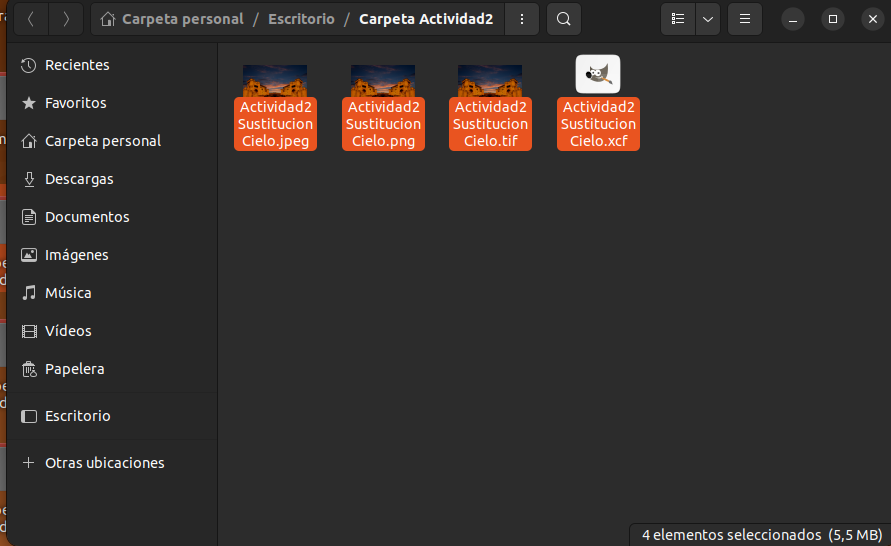 Carpeta personal / Escritorio / Carpeta Actividad2
Recientes
Favoritos
Carpeta personal
Descargas
Documentos
Imágenes
Música
Vídeos
Papelera
Escritorio
Otras ubicaciones
Actividad2
Sustitucion
Cielo.jpeg
Actividad2
Sustitucion
Cielo.png
Actividad2
Sustitucion
Cielo.tif
Actividad2
Sustitucion
Cielo.xcf
4 elementos seleccionados (5,5 MB)